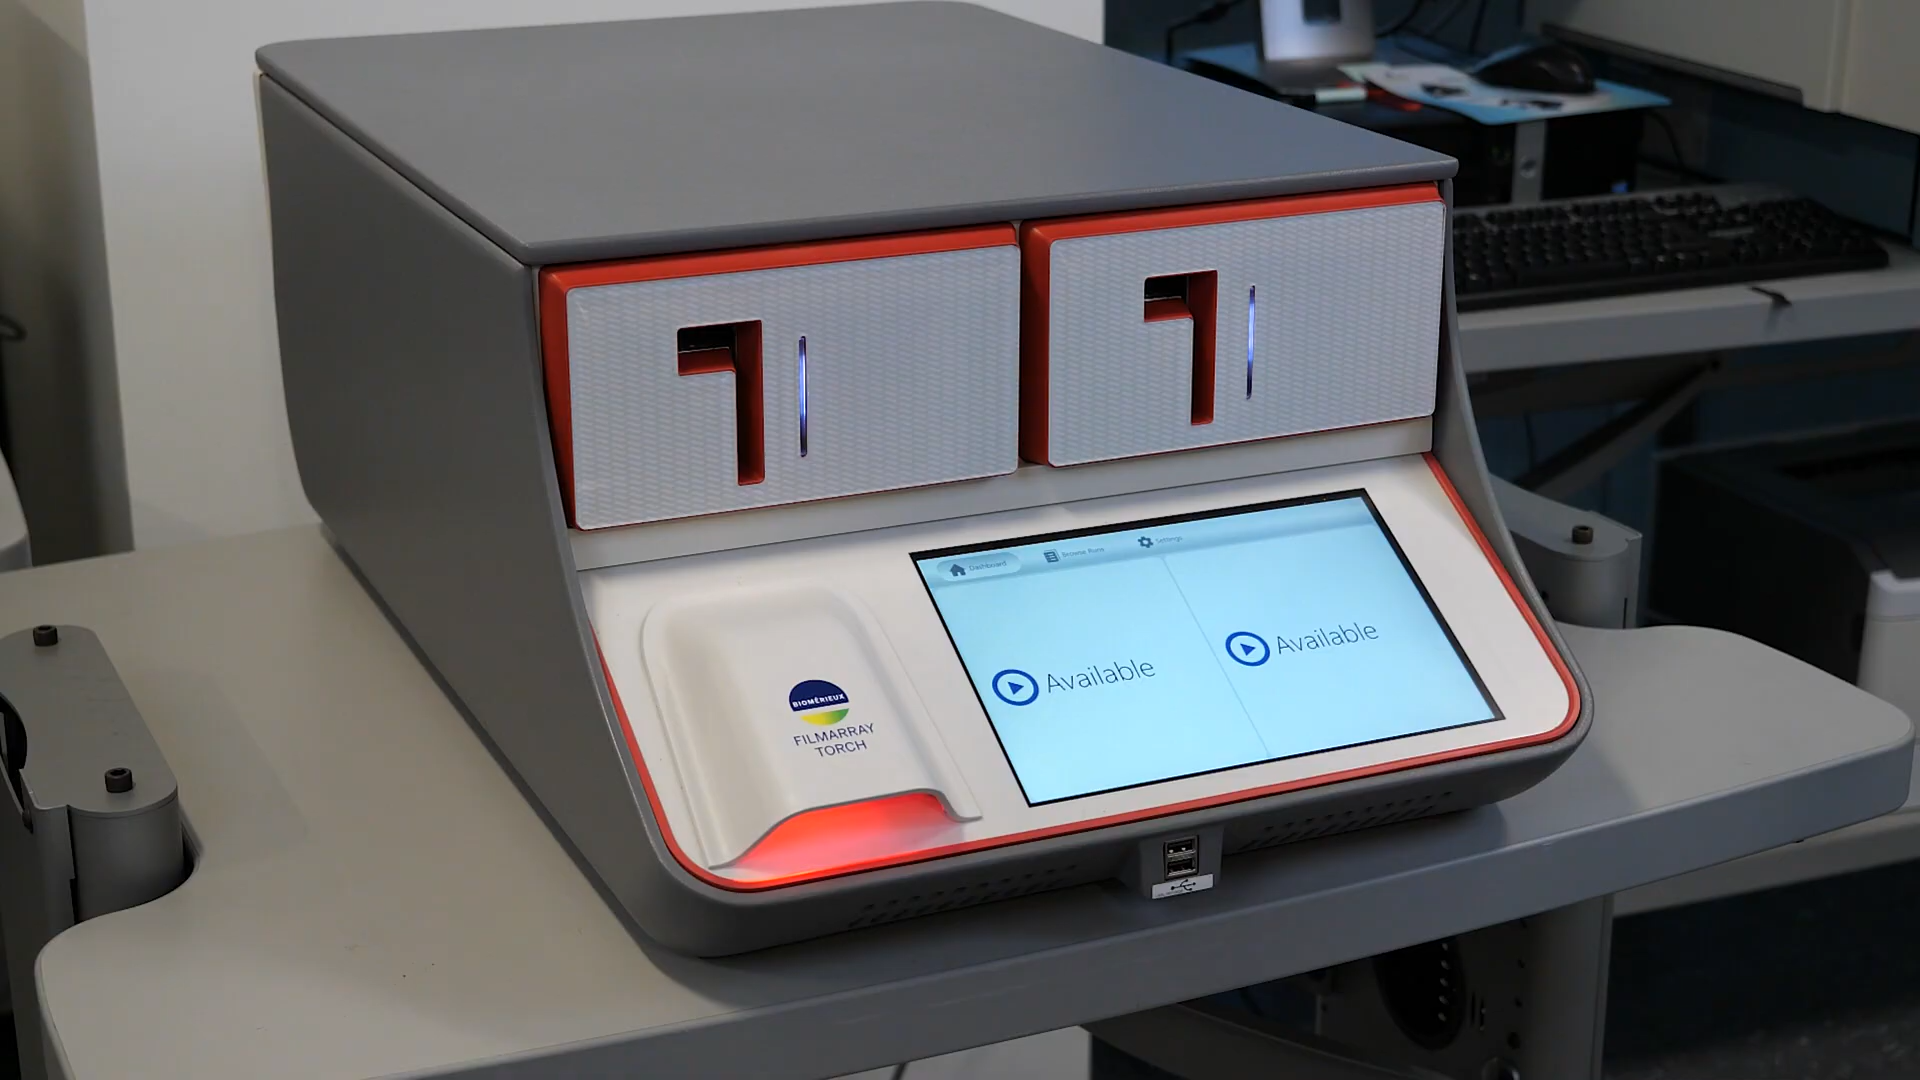 Dashboard
Browse Runs
Settings
Available
Available
BIOMÉRIEUX
FILMARRAY
TORCH